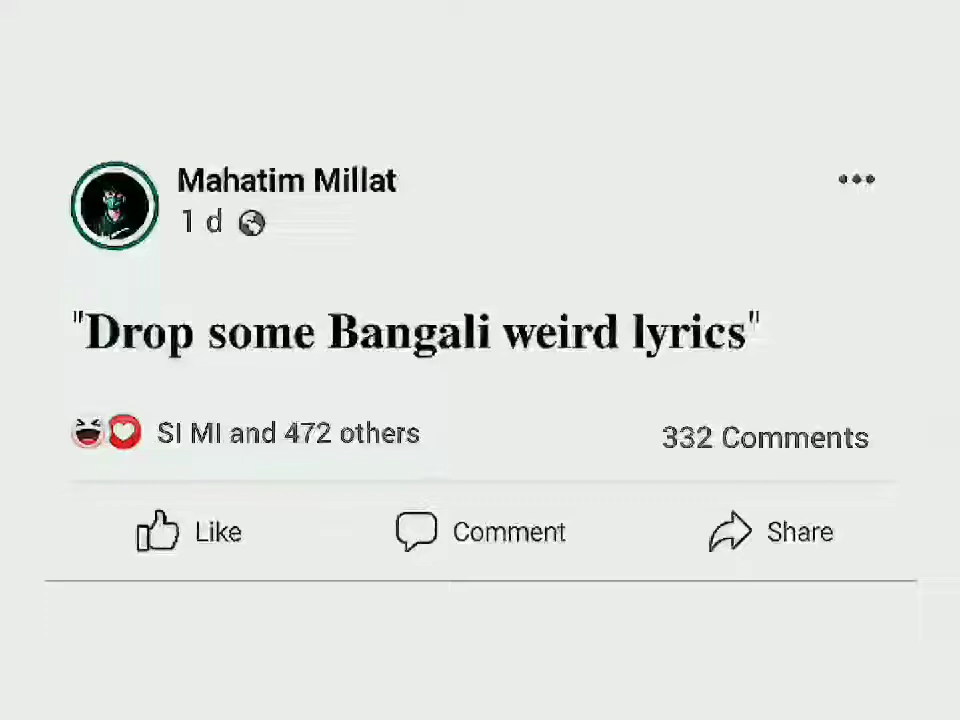 Mahatim Millat
1 d
"Drop some Bangali weird lyrics"
SI MI and 472 others
332 Comments
Like
Comment
Share